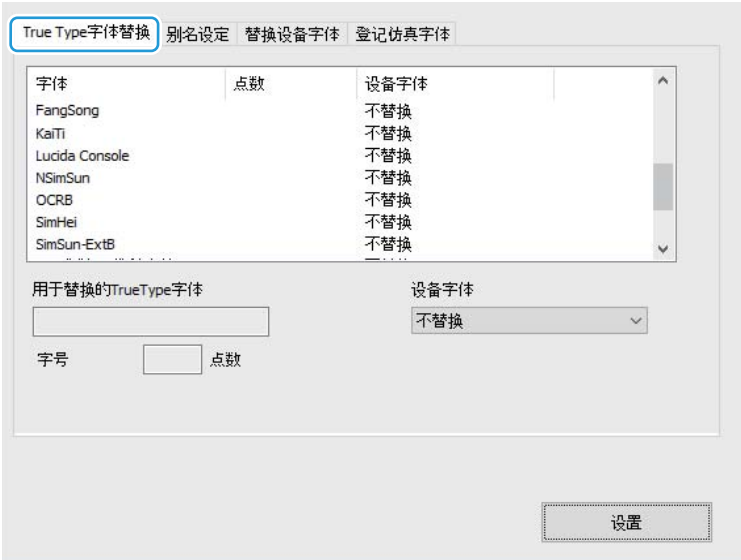 True Type字体替换 别名设定 替换设备字体 登记仿真字体
字体 点数 设备字体
FangSong 不替换
KaiTi 不替换
Lucida Console 不替换
NSimSun 不替换
OCRB 不替换
SimHei 不替换
SimSun-ExtB 不替换
用于替换的TrueType字体 设备字体
不替换
字号 点数
设置